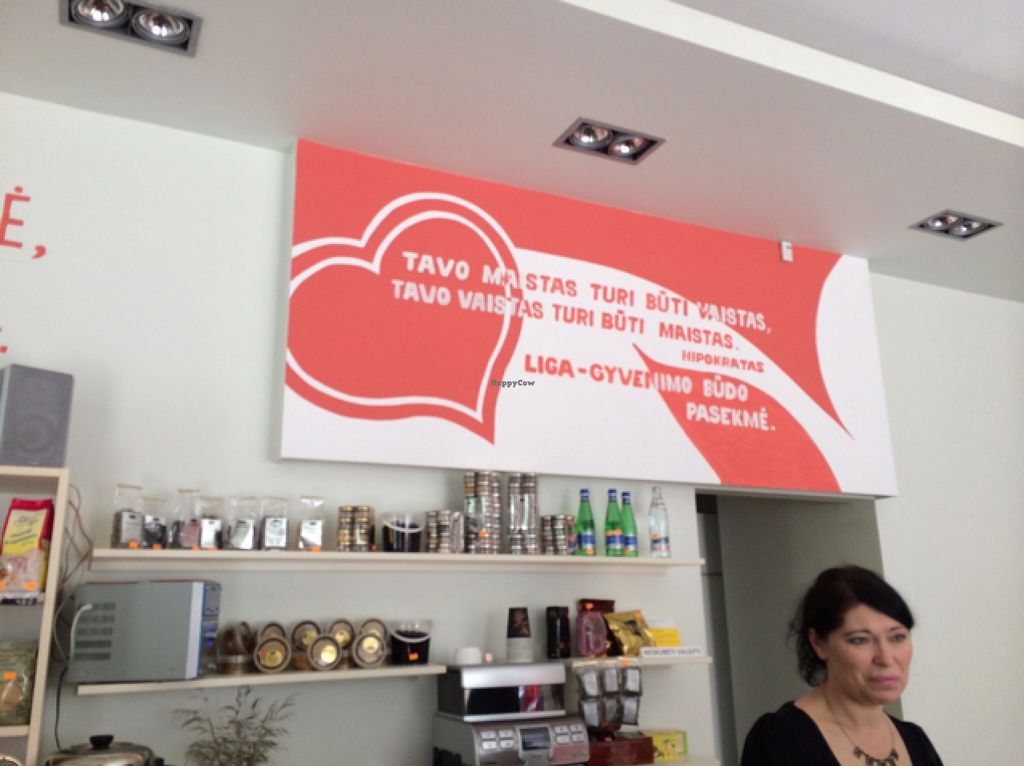 Ė,
TAVO MAISTAS TURI BŪTI VAISTAS,
TAVO VAISTAS TURI BŪTI MAISTAS.
HIPOKRATAS
LIGA-GYVENIMO BŪDO
PASEKMĖ.
HappyCow